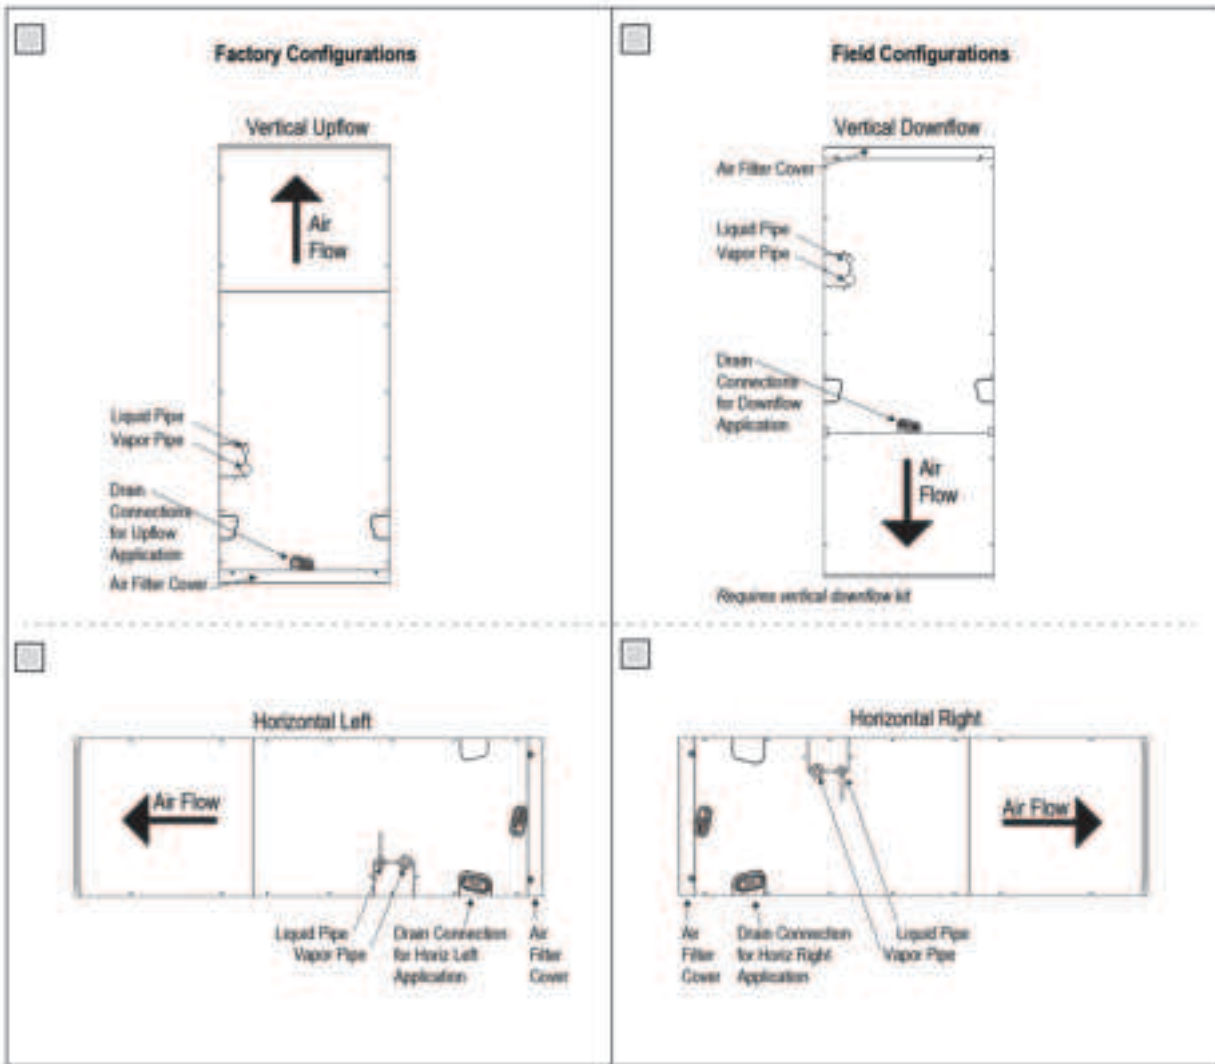 Factory Configurations
Vertical Upflow
Air
Flow
Liquid Pipe
Vapor Pipe
Drain
Connections
for Upflow
Application
Air Filter Cover
Field Configurations
Vertical Downflow
Air Filter Cover
Liquid Pipe
Vapor Pipe
Drain
Connections
for Downflow
Application
Air
Flow
Requires vertical downflow kit
Horizontal Left
Air Flow
Liquid Pipe
Vapor Pipe
Drain Connection
for Horiz Left
Application
Air
Filter
Cover
Horizontal Right
Air Flow
Air
Filter
Cover
Drain Connection
for Horiz Right
Application
Liquid Pipe
Vapor Pipe